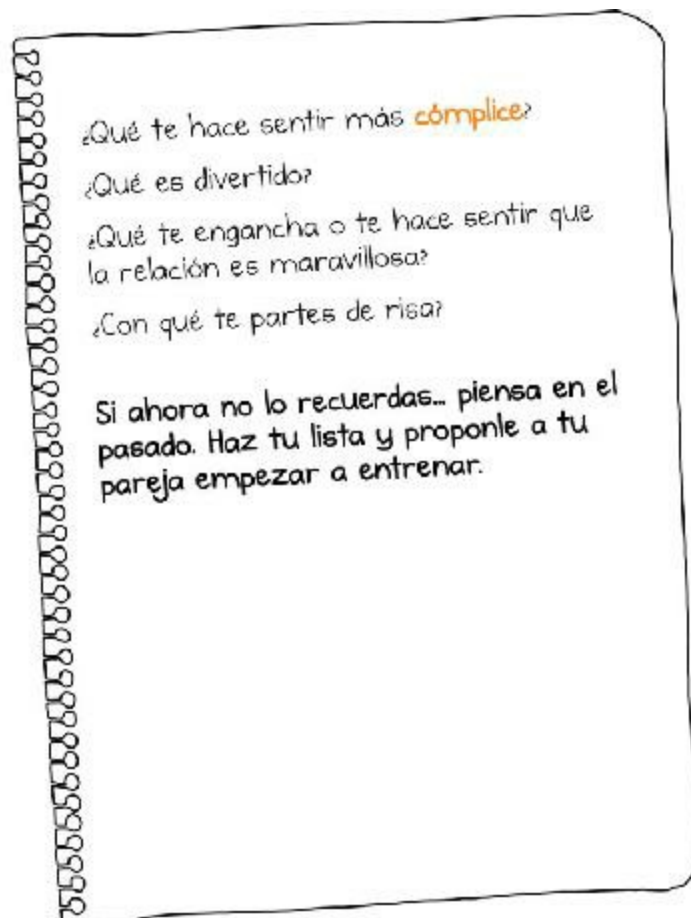 ¿Qué te hace sentir más cómplice?
¿Qué es divertido?
¿Qué te engancha o te hace sentir que
la relación es maravillosa?
¿Con qué te partes de risa?
Si ahora no lo recuerdas... piensa en el
pasado. Haz tu lista y proponle a tu
pareja empezar a entrenar.